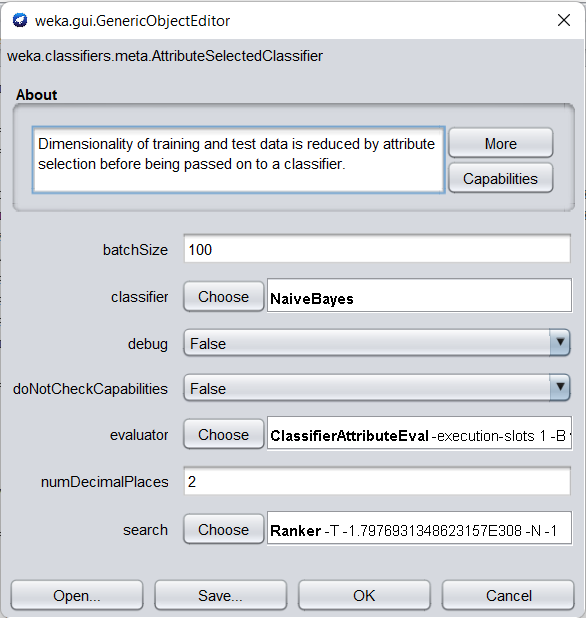 weka.gui.GenericObjectEditor
weka.classifiers.meta.AttributeSelectedClassifier
About
Dimensionality of training and test data is reduced by attribute
selection before being passed on to a classifier.
More
Capabilities
batchSize 100
classifier Choose NaiveBayes
debug False
doNotCheckCapabilities False
evaluator Choose ClassifierAttributeEval -execution-slots 1 -B
numDecimalPlaces 2
search Choose Ranker -T -1.7976931348623157E308 -N -1
Open... Save... OK Cancel